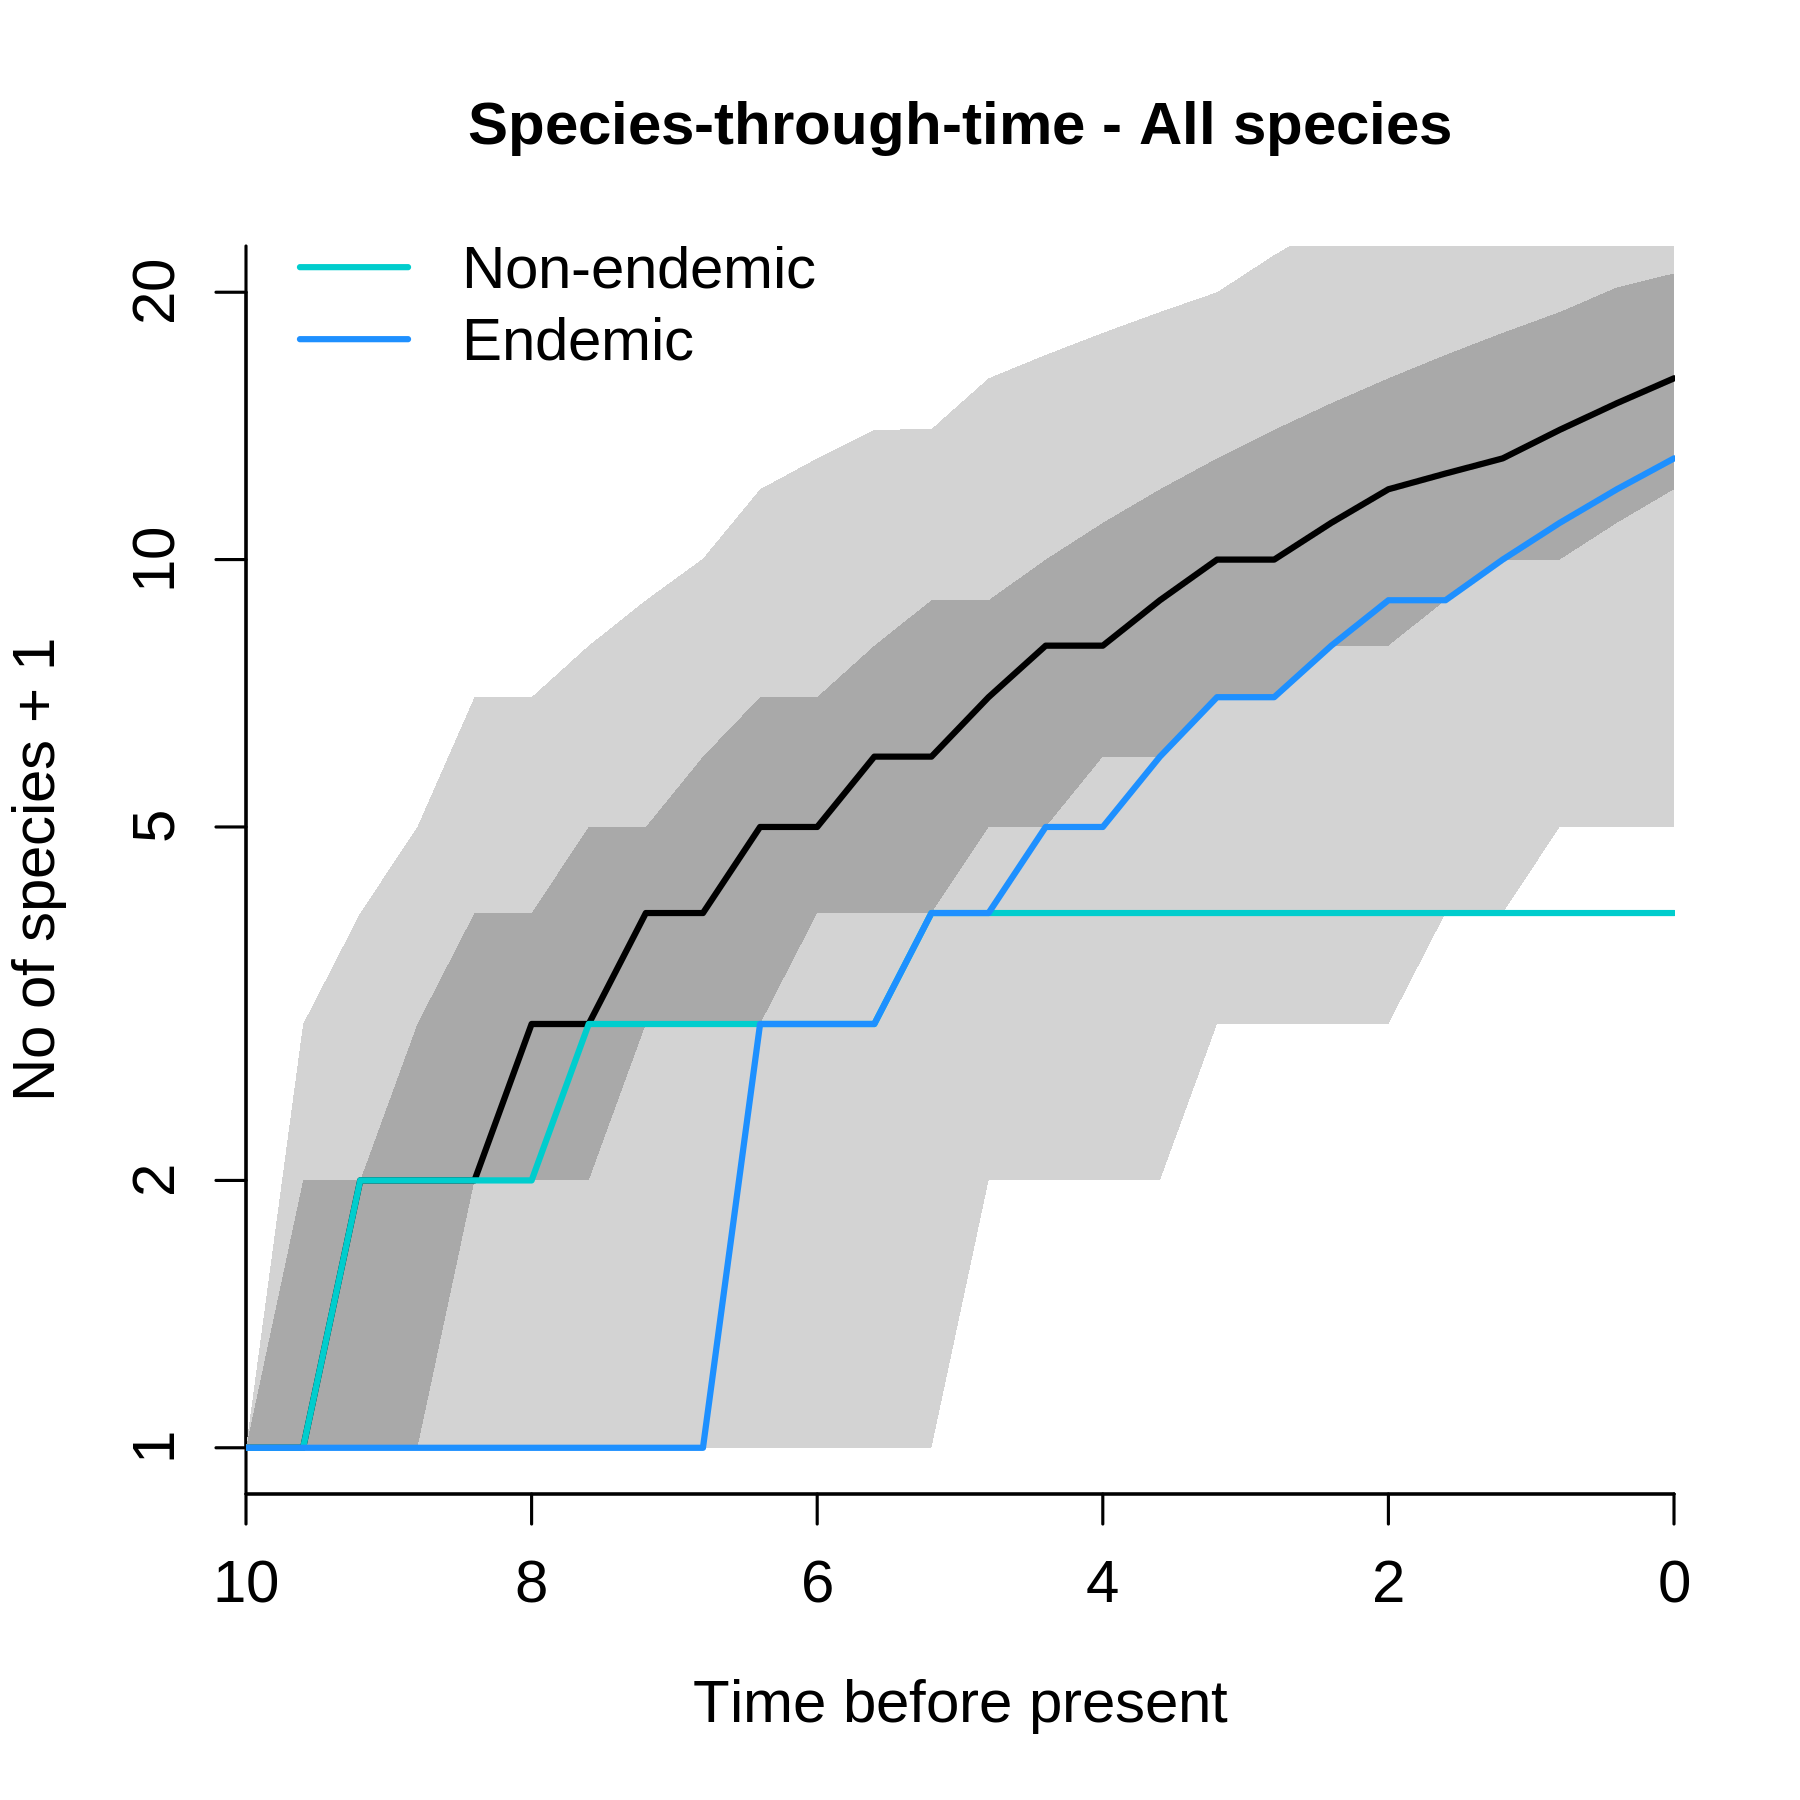 Species-through-time - All species
Non-endemic
Endemic
No of species + 1
20
10
5
2
1
10 8 6 4 2 0
Time before present